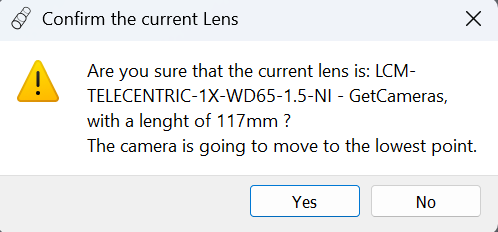 Confirm the current Lens
Are you sure that the current lens is: LCM-
TELECENTRIC-1X-WD65-1.5-NI - GetCameras,
with a lenght of 117mm ?
The camera is going to move to the lowest point.
Yes
No